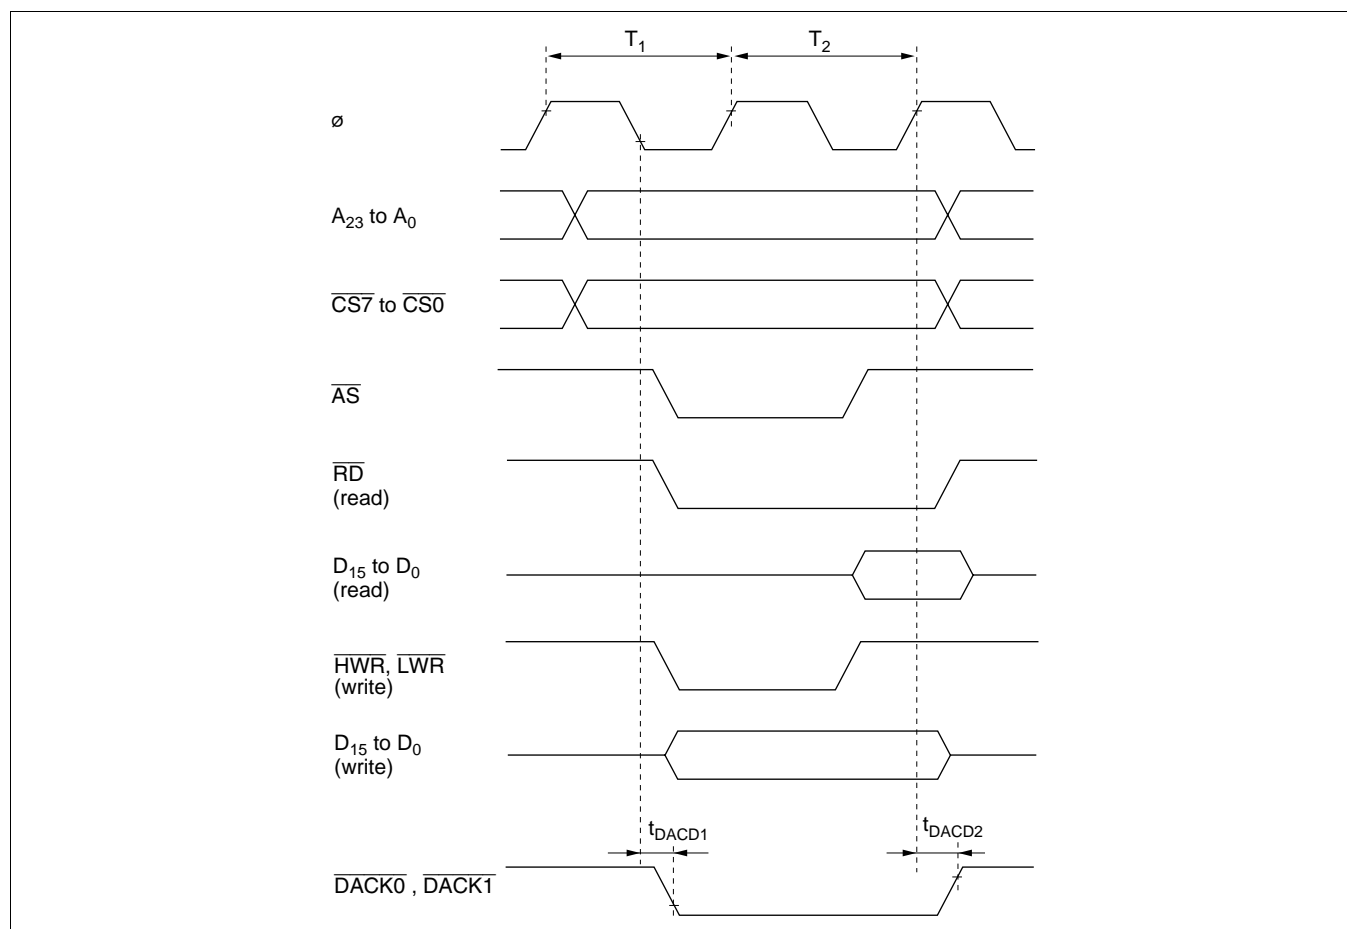 T1 T2
ø
A23 to A0
CS7 to CS0
AS
RD
(read)
D15 to D0
(read)
HWR, LWR
(write)
D15 to D0
(write)
tDACD1 tDACD2
DACK0 , DACK1